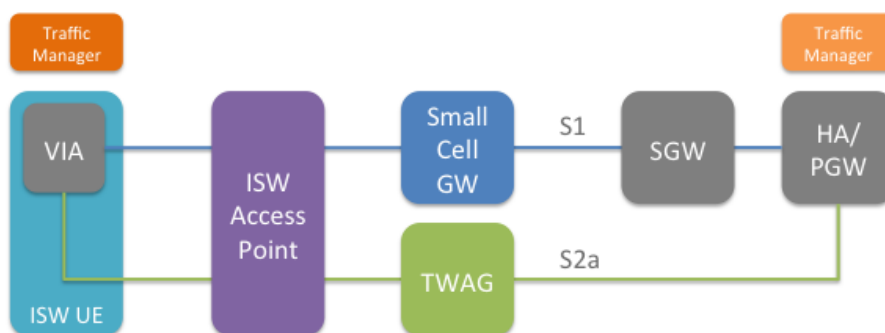 Traffic
Manager
Traffic
Manager
VIA
ISW
Access
Point
Small
Cell
GW
S1
SGW
HA/
PGW
TWAG
S2a
ISW UE